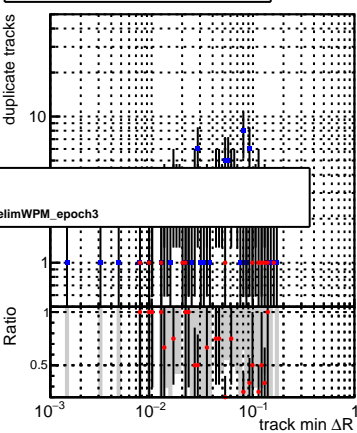 duplicate tracks
10
elimWPM_epoch3
1
Ratio
1
0.5
10⁻³ 10⁻² 10⁻¹ 1
track min ΔR